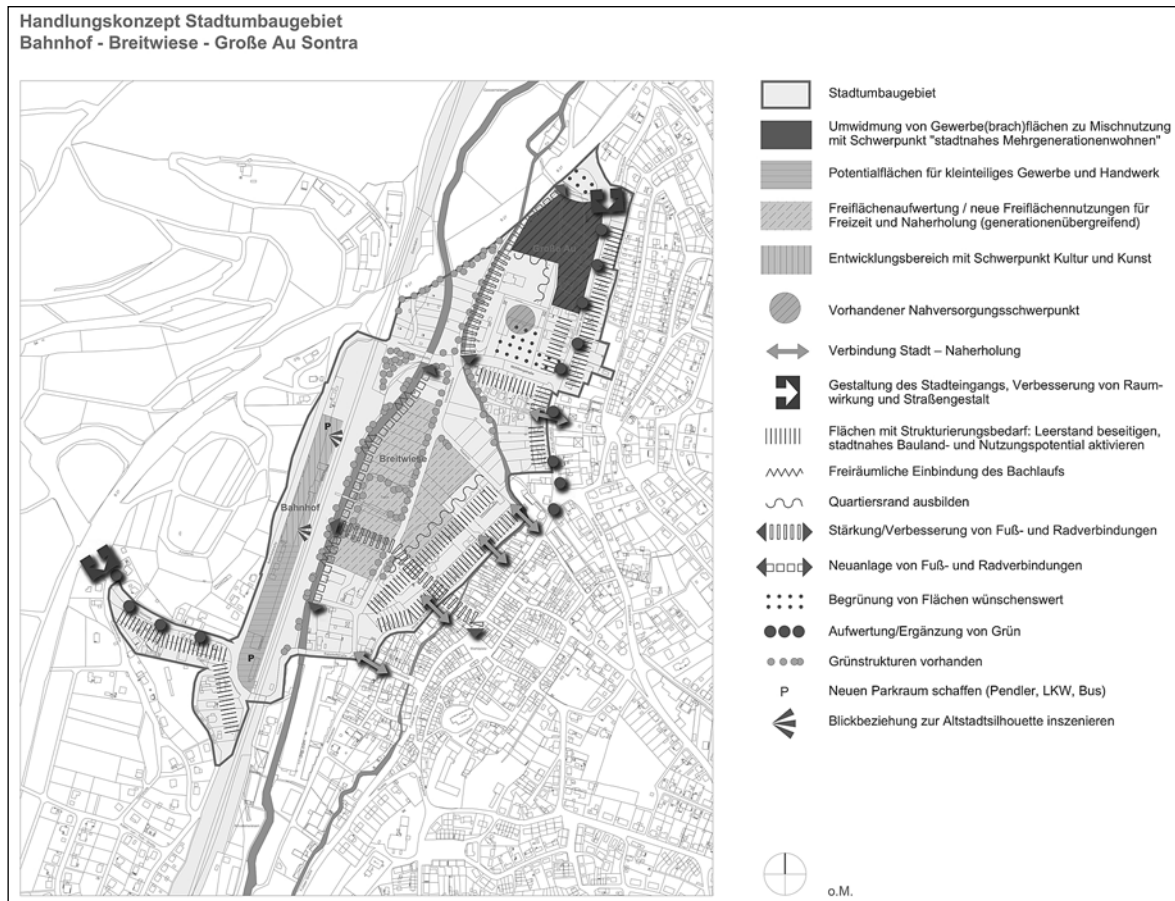 Handlungskonzept Stadtumbaugebiet
Bahnhof - Breitwiese - Große Au Sontra
Große Au
P
Breitwiese
Bahnhof
P
Stadtumbaugebiet
Umwidmung von Gewerbe(brach)flächen zu Mischnutzung
mit Schwerpunkt "stadtnahes Mehrgenerationenwohnen"
Potentialflächen für kleinteiliges Gewerbe und Handwerk
Freiflächenaufwertung / neue Freiflächennutzungen für
Freizeit und Naherholung (generationenübergreifend)
Entwicklungsbereich mit Schwerpunkt Kultur und Kunst
Vorhandener Nahversorgungsschwerpunkt
Verbindung Stadt – Naherholung
Gestaltung des Stadteingangs, Verbesserung von Raum-
wirkung und Straßengestalt
Flächen mit Strukturierungsbedarf: Leerstand beseitigen,
stadtnahes Bauland- und Nutzungspotential aktivieren
Freiräumliche Einbindung des Bachlaufs
Quartiersrand ausbilden
Stärkung/Verbesserung von Fuß- und Radverbindungen
Neuanlage von Fuß- und Radverbindungen
Begrünung von Flächen wünschenswert
Aufwertung/Ergänzung von Grün
Grünstrukturen vorhanden
P Neuen Parkraum schaffen (Pendler, LKW, Bus)
Blickbeziehung zur Altstadtsilhouette inszenieren
o.M.